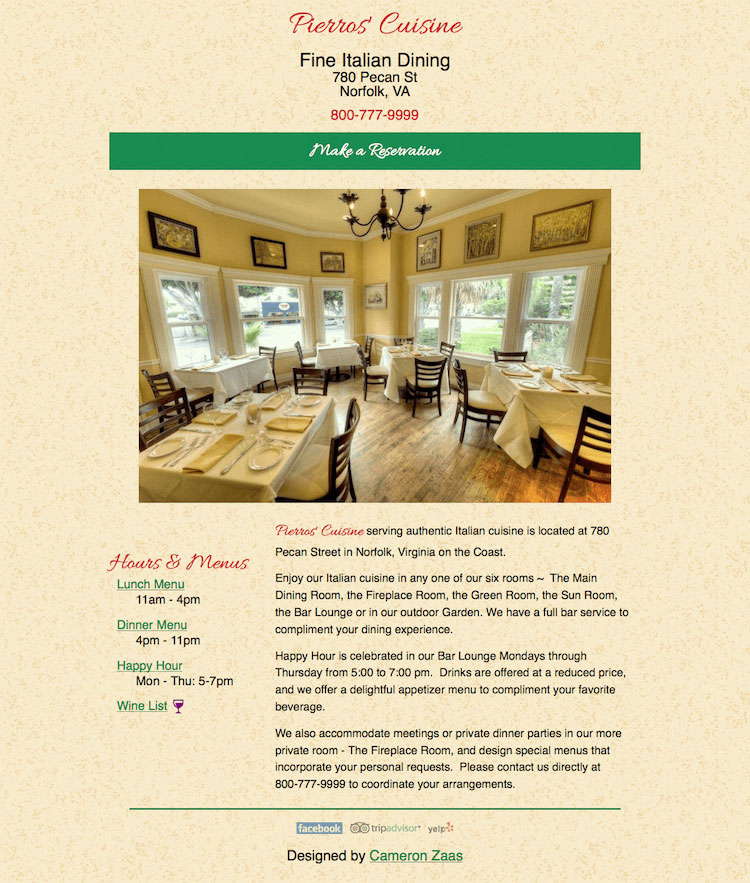 Pierros' Cuisine
Fine Italian Dining
780 Pecan St
Norfolk, VA
800-777-9999
Make a Reservation
Hours & Menus
Lunch Menu
11am - 4pm
Dinner Menu
4pm - 11pm
Happy Hour
Mon - Thu: 5-7pm
Wine List
Pierros' Cuisine serving authentic Italian cuisine is located at 780
Pecan Street in Norfolk, Virginia on the Coast.
Enjoy our Italian cuisine in any one of our six rooms ~ The Main
Dining Room, the Fireplace Room, the Green Room, the Sun Room,
the Bar Lounge or in our outdoor Garden. We have a full bar service to
compliment your dining experience.
Happy Hour is celebrated in our Bar Lounge Mondays through
Thursday from 5:00 to 7:00 pm. Drinks are offered at a reduced price,
and we offer a delightful appetizer menu to compliment your favorite
beverage.
We also accommodate meetings or private dinner parties in our more
private room - The Fireplace Room, and design special menus that
incorporate your personal requests. Please contact us directly at
800-777-9999 to coordinate your arrangements.
facebook tripadvisor yelp
Designed by Cameron Zaas